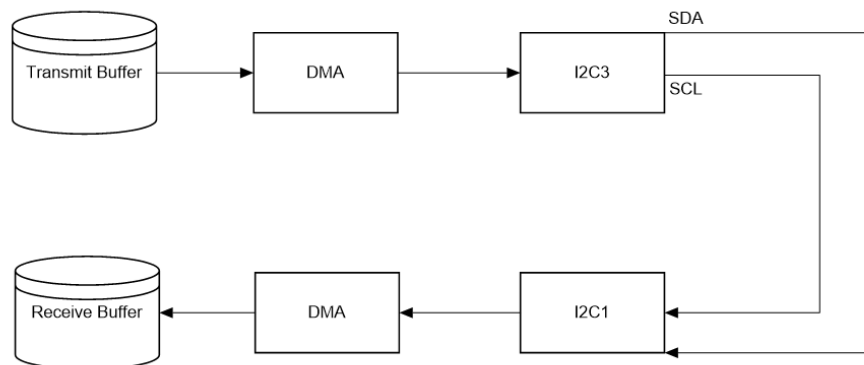 SDA
Transmit Buffer
DMA
I2C3
SCL
Receive Buffer
DMA
I2C1